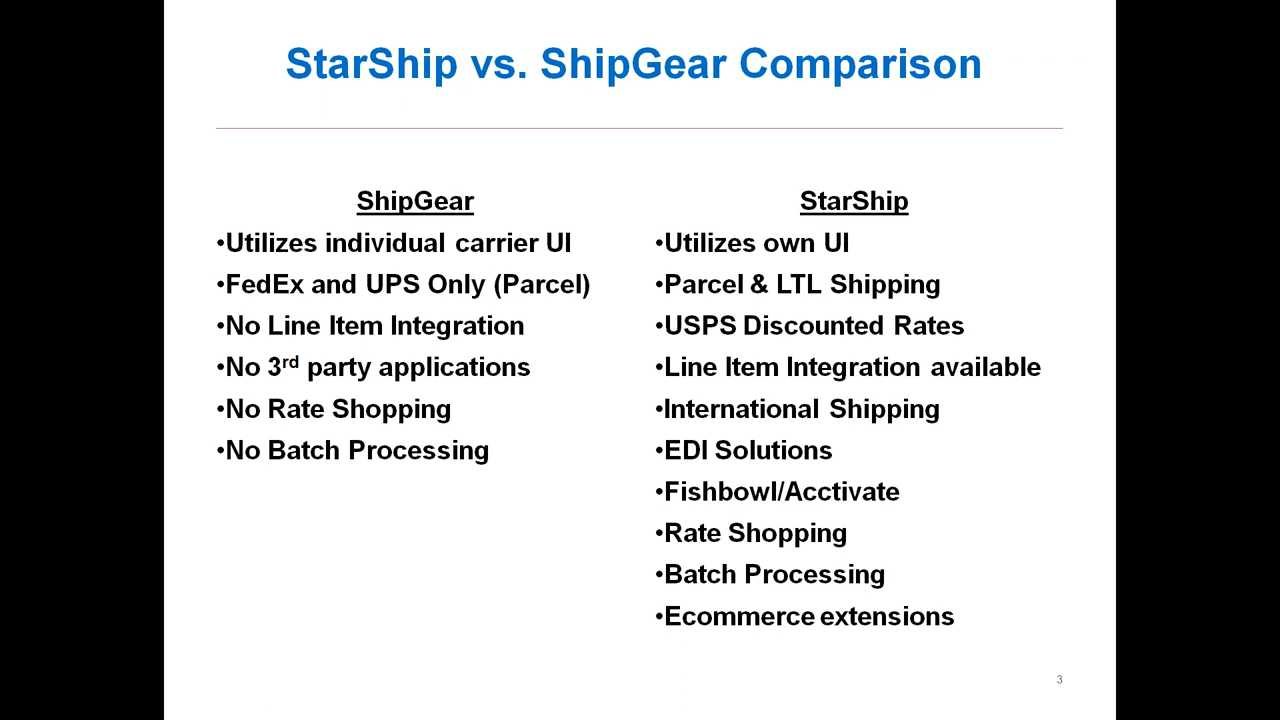 StarShip vs. ShipGear Comparison
ShipGear
•Utilizes individual carrier UI
•FedEx and UPS Only (Parcel)
•No Line Item Integration
•No 3rd party applications
•No Rate Shopping
•No Batch Processing
StarShip
•Utilizes own UI
•Parcel & LTL Shipping
•USPS Discounted Rates
•Line Item Integration available
•International Shipping
•EDI Solutions
•Fishbowl/Acctivate
•Rate Shopping
•Batch Processing
•Ecommerce extensions
3